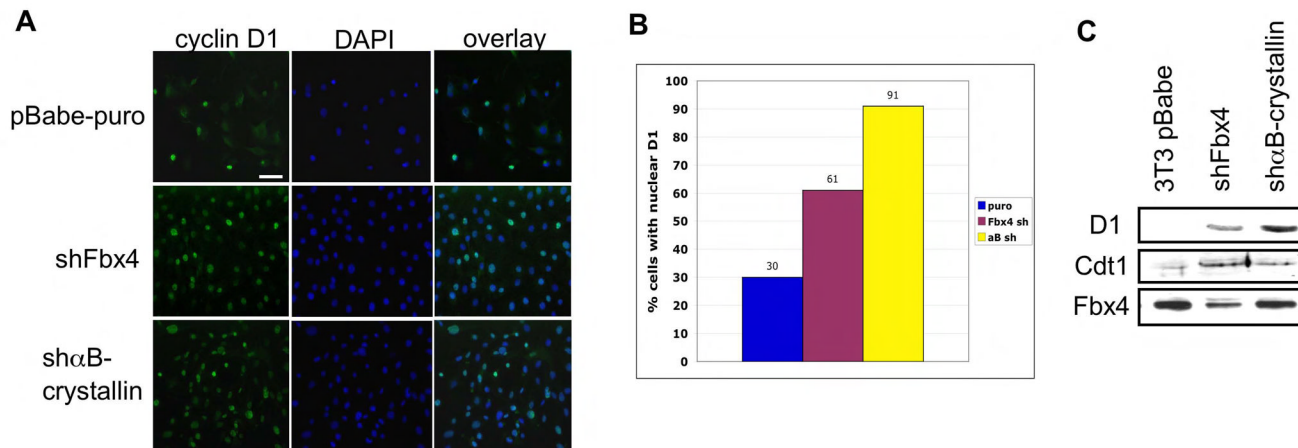 A
cyclin D1 DAPI overlay
pBabe-puro
shFbx4
shαB-
crystallin
B
% cells with nuclear D1
100
90
80
70
60
50
40
30
20
10
0
30
61
91
puro
Fbx4 sh
aB sh
C
3T3 pBabe
shFbx4
shαB-crystallin
D1
Cdt1
Fbx4